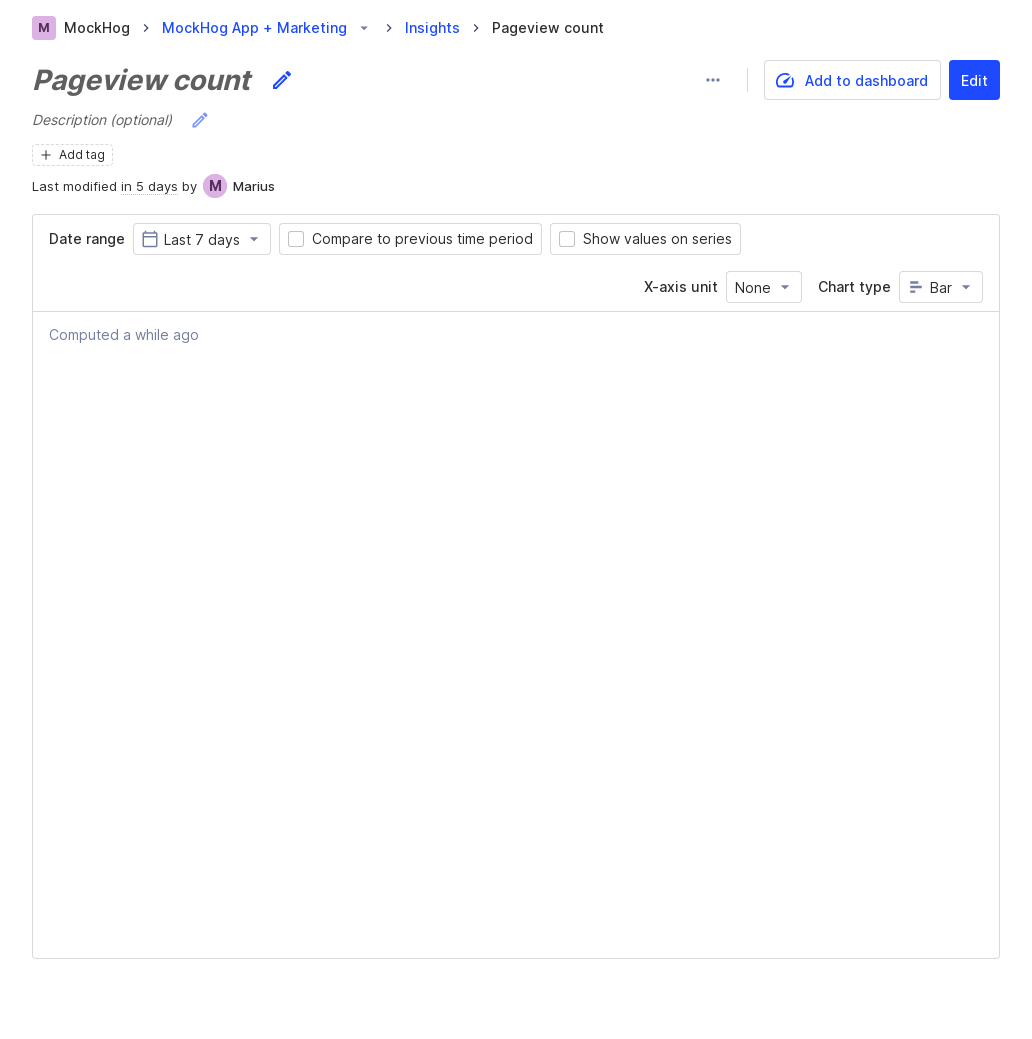 M MockHog MockHog App + Marketing Insights Pageview count
Pageview count
Add to dashboard
Edit
Description (optional)
Add tag
Last modified in 5 days by M Marius
Date range Last 7 days Compare to previous time period Show values on series
X-axis unit None Chart type Bar
Computed a while ago